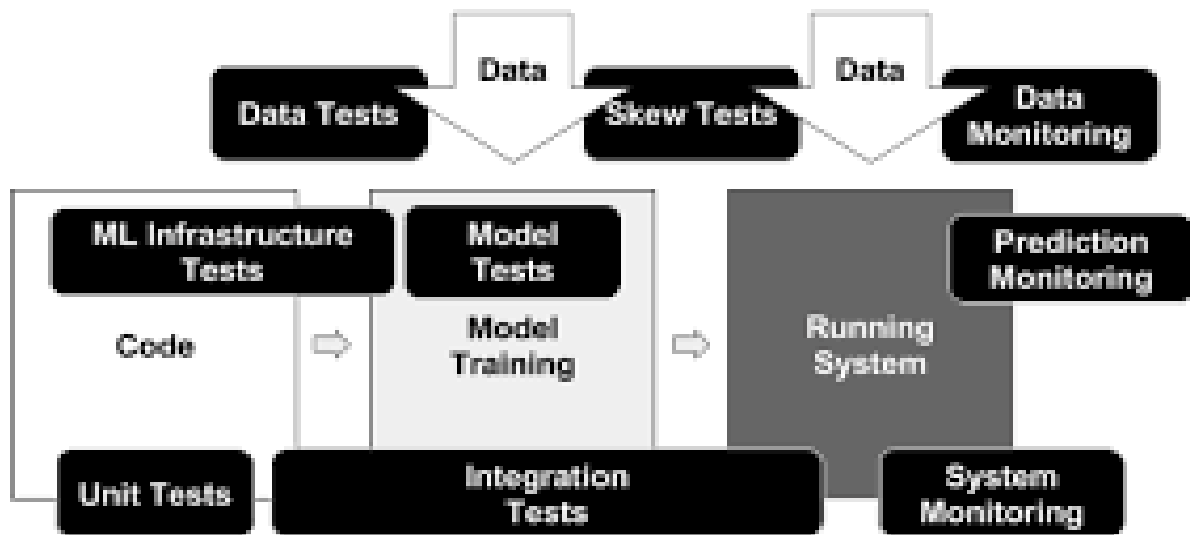 Data
Data
Data Tests
Skew Tests
Data
Monitoring
ML Infrastructure
Tests
Model
Tests
Prediction
Monitoring
Code
Model
Training
Running
System
Unit Tests
Integration
Tests
System
Monitoring